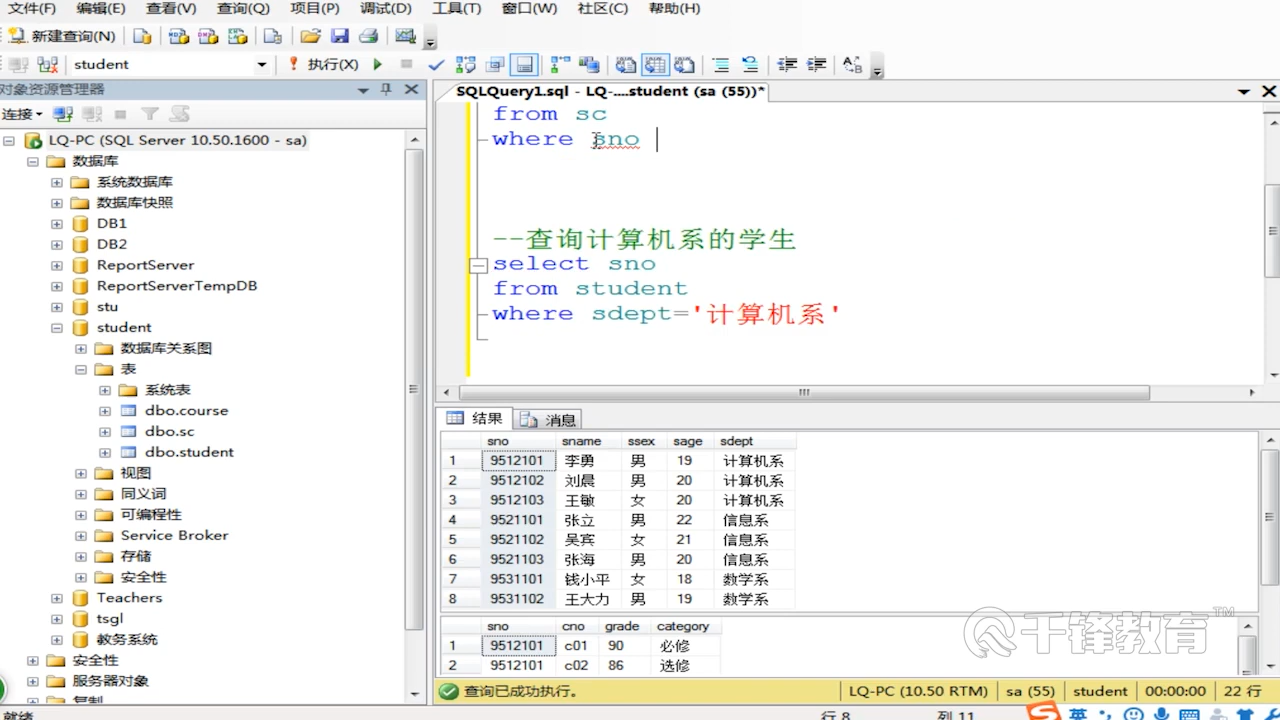 文件(F) 编辑(E) 查看(V) 查询(Q) 项目(P) 调试(D) 工具(T) 窗口(W) 社区(C) 帮助(H)
新建查询(N)
student 执行(X)
对象资源管理器
连接
LQ-PC (SQL Server 10.50.1600 - sa)
数据库
系统数据库
数据库快照
DB1
DB2
ReportServer
ReportServerTempDB
stu
student
数据库关系图
表
系统表
dbo.course
dbo.sc
dbo.student
视图
同义词
可编程性
Service Broker
存储
安全性
Teachers
tsgl
教务系统
安全性
服务器对象
复制
SQLQuery1.sql - LQ-....student (sa (55))*
from sc
where sno
--查询计算机系的学生
select sno
from student
where sdept='计算机系'
结果 消息
sno sname ssex sage sdept
1 9512101 李勇 男 19 计算机系
2 9512102 刘晨 男 20 计算机系
3 9512103 王敏 女 20 计算机系
4 9521101 张立 男 22 信息系
5 9521102 吴宾 女 21 信息系
6 9521103 张海 男 20 信息系
7 9531101 钱小平 女 18 数学系
8 9531102 王大力 男 19 数学系
sno cno grade category
1 9512101 c01 90 必修
2 9512101 c02 86 选修
千锋教育 TM
查询已成功执行。 LQ-PC (10.50 RTM) sa (55) student 00:00:00 22 行
就绪 行 8 列 11 英